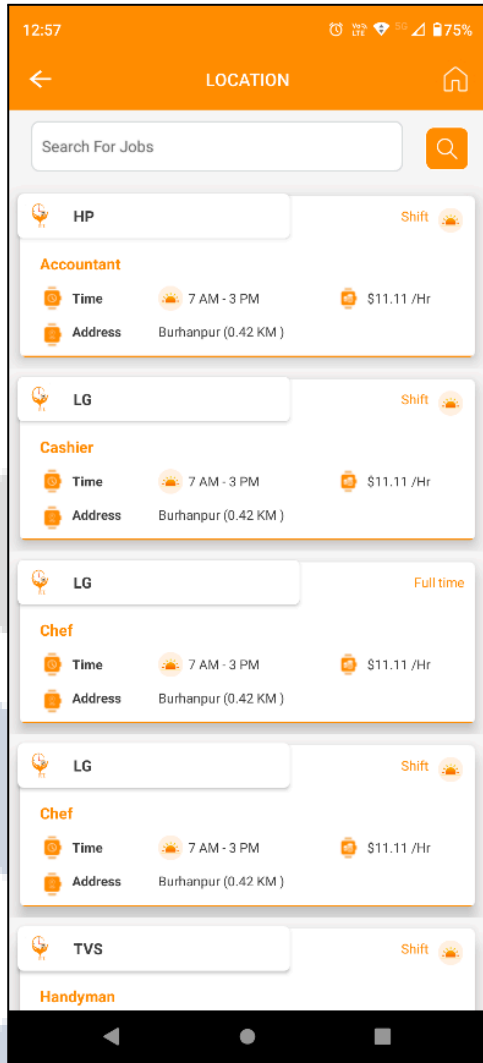 12:57 VoLTE 5G 75%
LOCATION
Search For Jobs
HP Shift
Accountant
Time 7 AM - 3 PM $11.11 /Hr
Address Burhanpur (0.42 KM )
LG Shift
Cashier
Time 7 AM - 3 PM $11.11 /Hr
Address Burhanpur (0.42 KM )
LG Full time
Chef
Time 7 AM - 3 PM $11.11 /Hr
Address Burhanpur (0.42 KM )
LG Shift
Chef
Time 7 AM - 3 PM $11.11 /Hr
Address Burhanpur (0.42 KM )
TVS Shift
Handyman